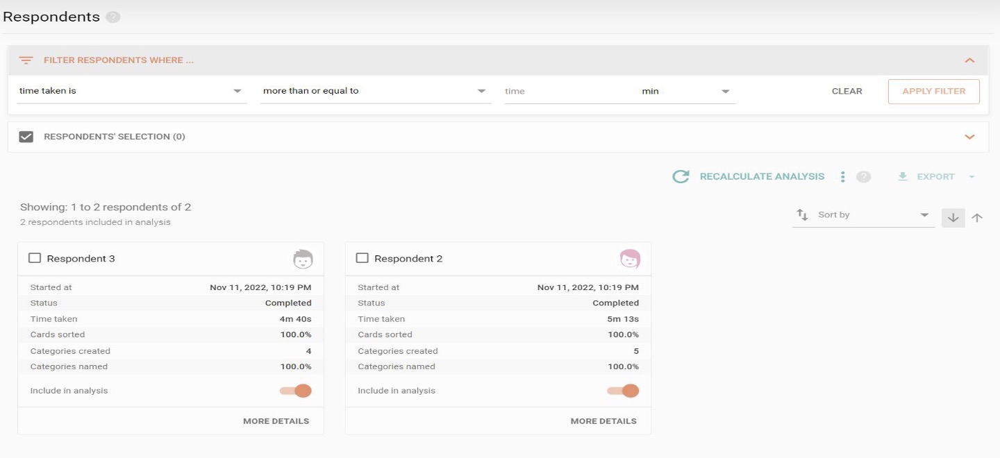 Respondents ?
FILTER RESPONDENTS WHERE ...
time taken is more than or equal to time min CLEAR APPLY FILTER
RESPONDENTS' SELECTION (0)
RECALCULATE ANALYSIS ? EXPORT
Showing: 1 to 2 respondents of 2
2 respondents included in analysis
Sort by
Respondent 3
Started at Nov 11, 2022, 10:19 PM
Status Completed
Time taken 4m 40s
Cards sorted 100.0%
Categories created 4
Categories named 100.0%
Include in analysis
MORE DETAILS
Respondent 2
Started at Nov 11, 2022, 10:19 PM
Status Completed
Time taken 5m 13s
Cards sorted 100.0%
Categories created 5
Categories named 100.0%
Include in analysis
MORE DETAILS